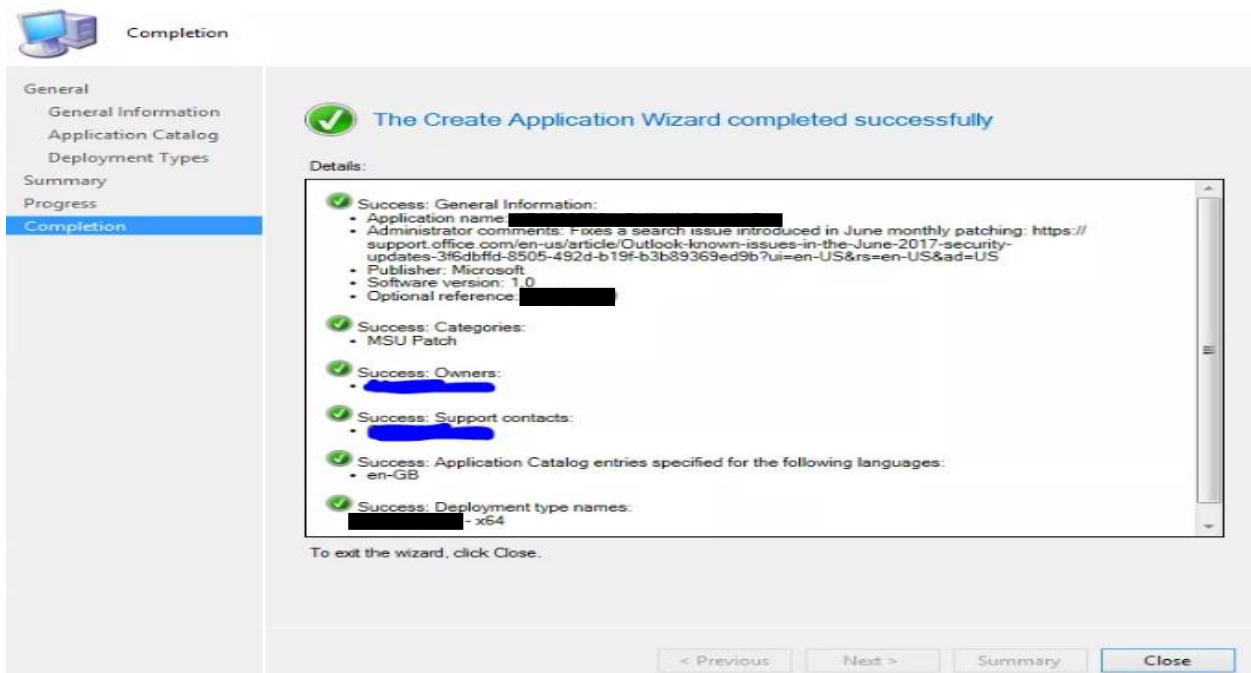 Completion
General
General Information
Application Catalog
Deployment Types
Summary
Progress
Completion
The Create Application Wizard completed successfully
Details:
Success: General Information:
• Application name:
• Administrator comments: Fixes a search issue introduced in June monthly patching: https://
support.office.com/en-us/article/Outlook-known-issues-in-the-June-2017-security-
updates-3f6dbffd-8505-492d-b19f-b3b89369ed9b?ui=en-US&rs=en-US&ad=US
• Publisher: Microsoft
• Software version: 1.0
• Optional reference:
Success: Categories:
• MSU Patch
Success: Owners:
•
Success: Support contacts:
•
Success: Application Catalog entries specified for the following languages:
• en-GB
Success: Deployment type names:
- x64
To exit the wizard, click Close.
< Previous
Next >
Summary
Close